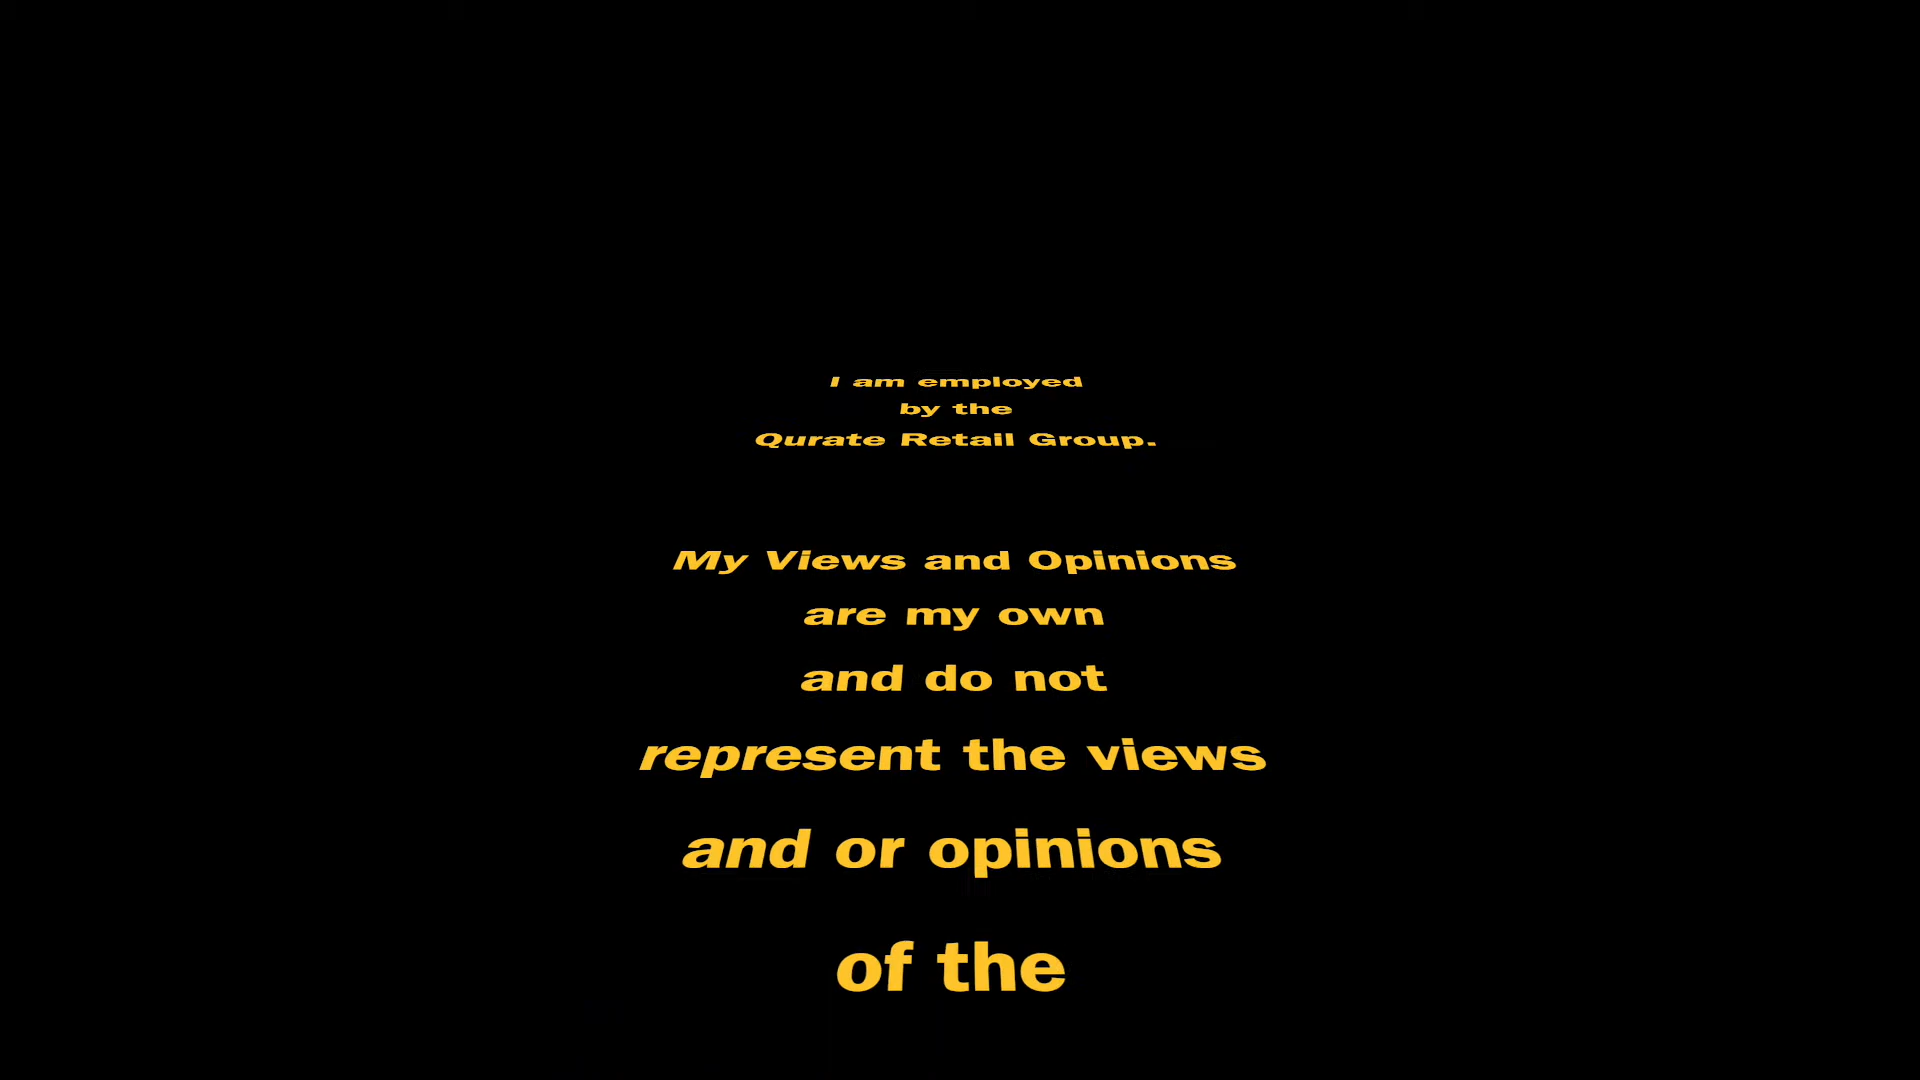 I am employed
by the
Qurate Retail Group.
My Views and Opinions
are my own
and do not
represent the views
and or opinions
of the